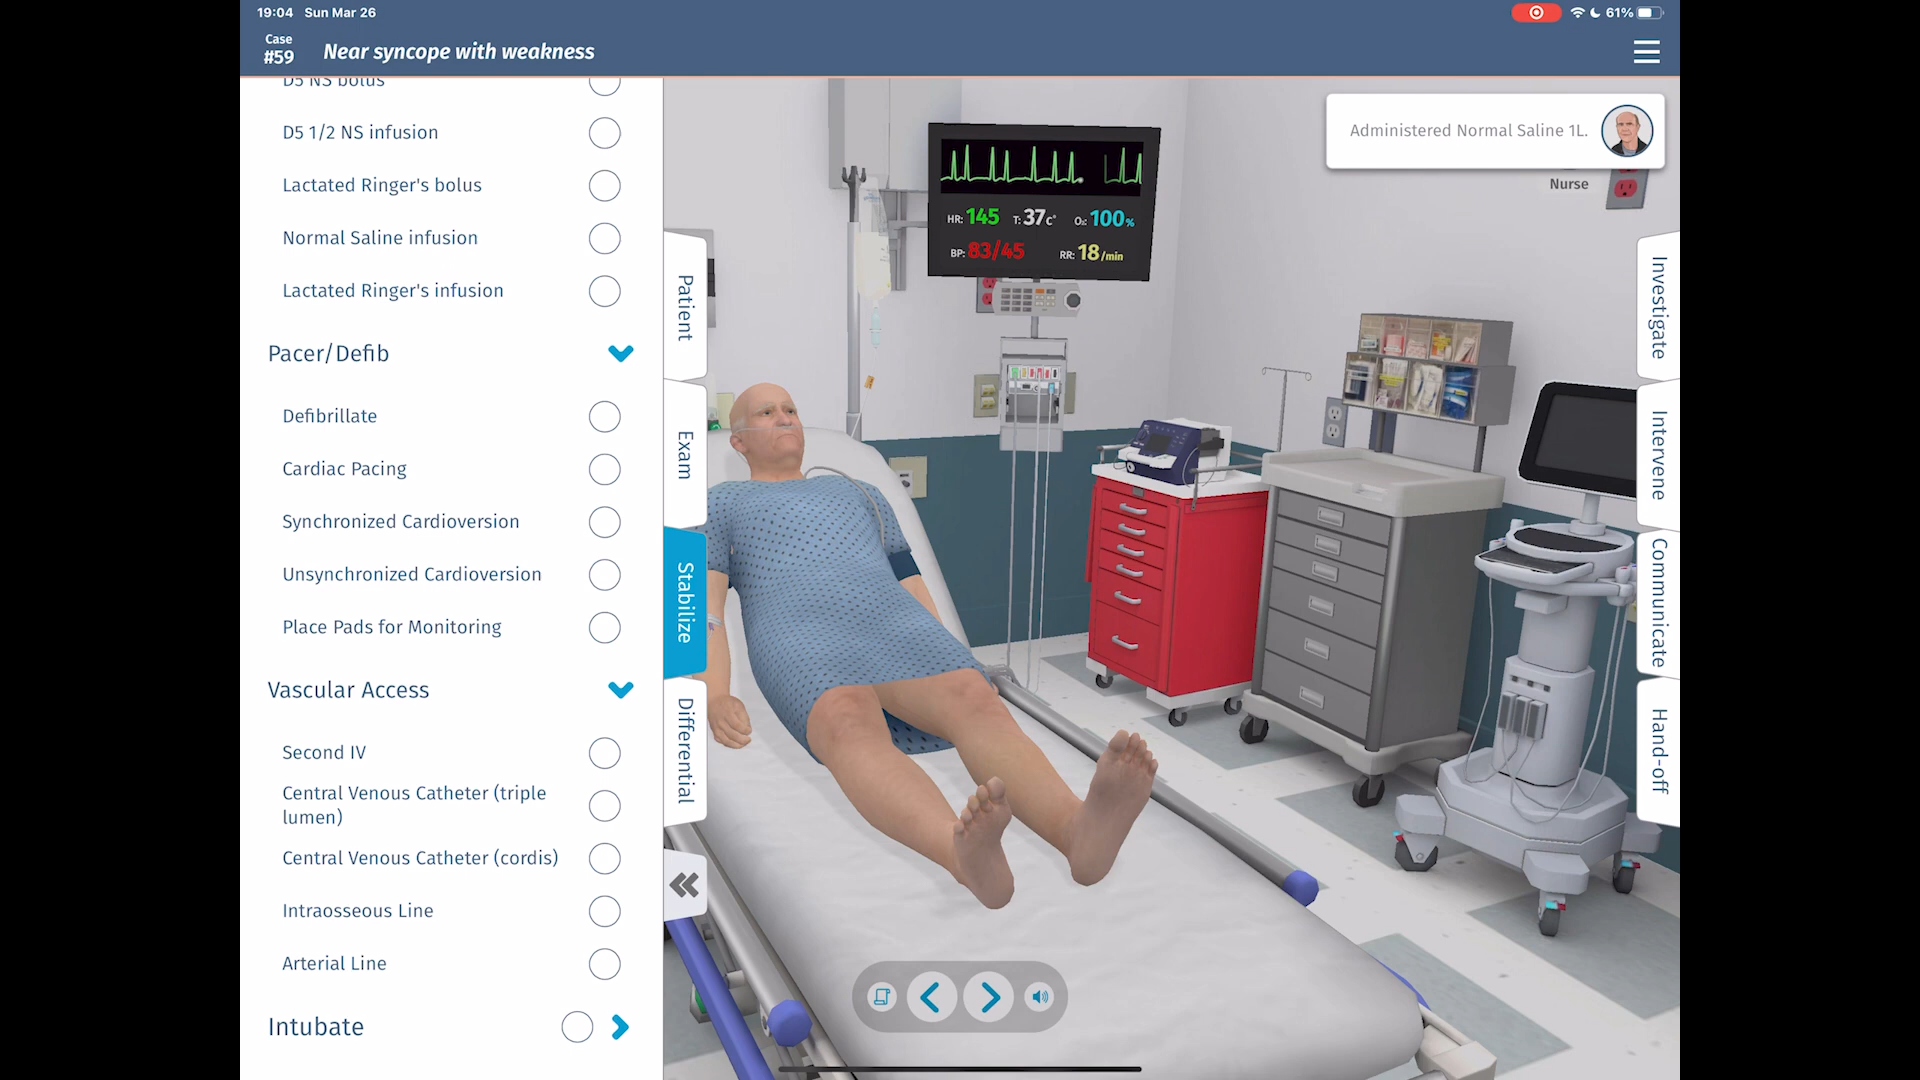 19:04 Sun Mar 26
61%
Case
#59
Near syncope with weakness
D5 NS bolus
D5 1/2 NS infusion
Lactated Ringer's bolus
Normal Saline infusion
Lactated Ringer's infusion
Pacer/Defib
Defibrillate
Cardiac Pacing
Synchronized Cardioversion
Unsynchronized Cardioversion
Place Pads for Monitoring
Vascular Access
Second IV
Central Venous Catheter (triple
lumen)
Central Venous Catheter (cordis)
Intraosseous Line
Arterial Line
Intubate
Patient
Exam
Stabilize
Differential
HR: 145 T: 37c° O₂: 100%
BP: 83/45 RR: 18/min
Administered Normal Saline 1L.
Nurse
Investigate
Intervene
Communicate
Hand-off